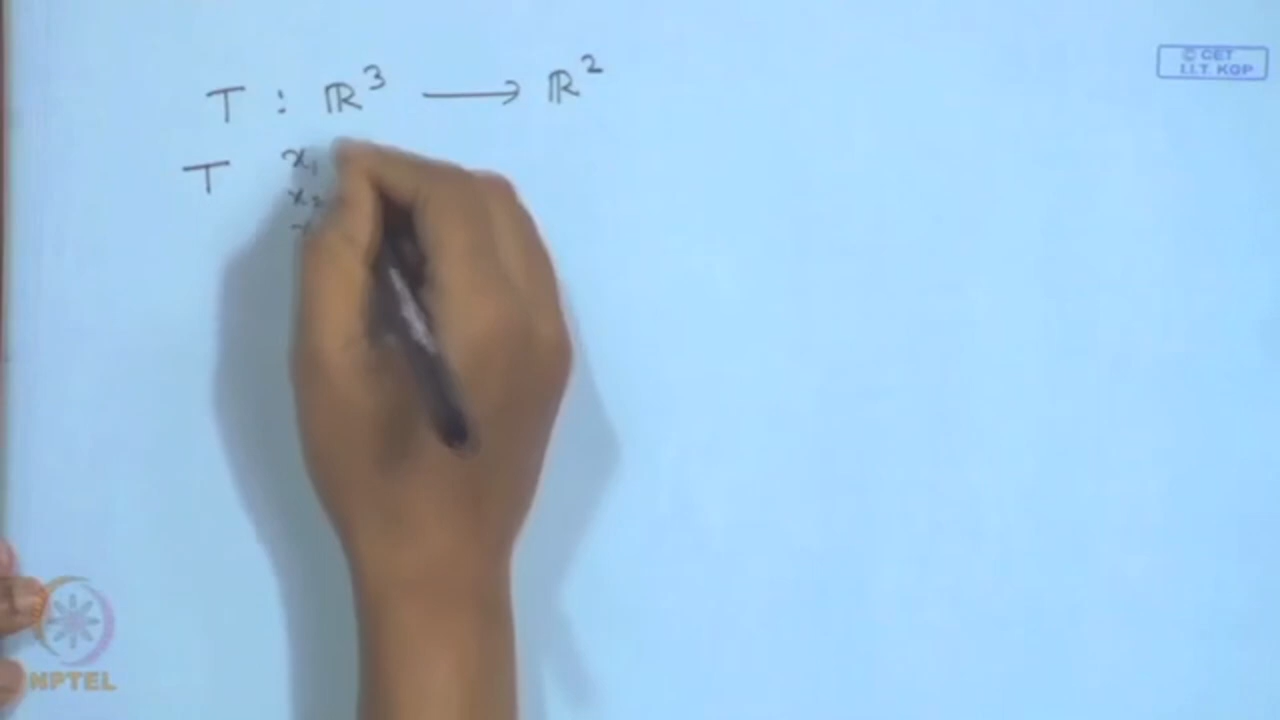 T : ℝ³ ⟶ ℝ²
© CET
I.I.T. KGP
T x₁
x₂
NPTEL